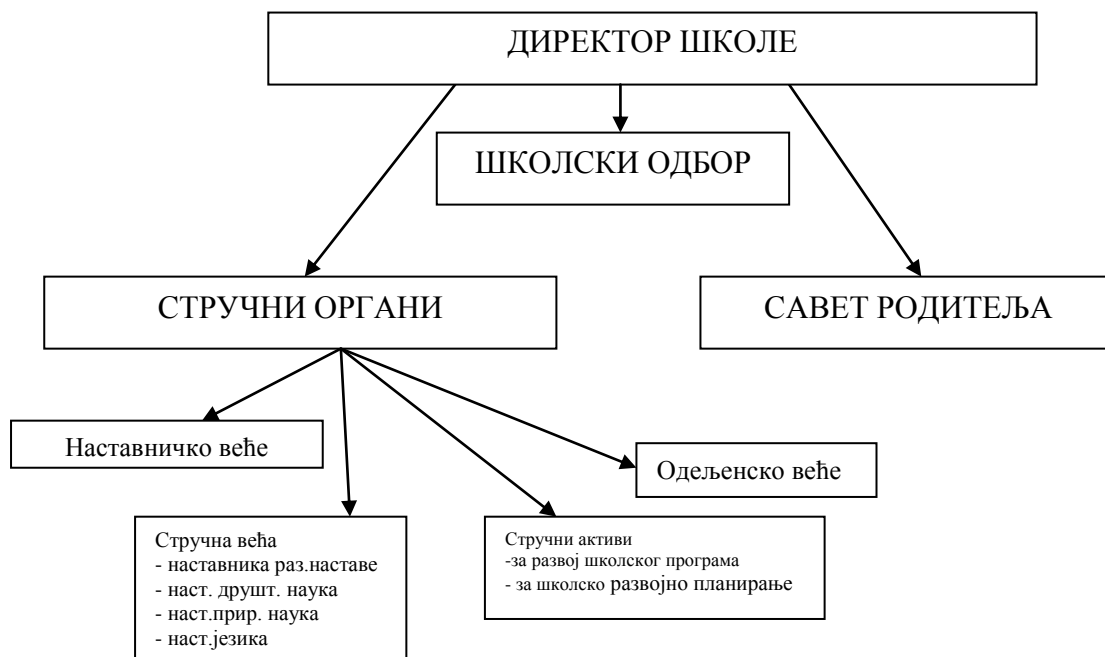 ДИРЕКТОР ШКОЛЕ
ШКОЛСКИ ОДБОР
СТРУЧНИ ОРГАНИ
САВЕТ РОДИТЕЉА
Наставничко веће
Одељенско веће
Стручна већа
- наставника раз.наставе
- наст. друшт. наука
- наст.прир. наука
- наст.језика
Стручни активи
-за развој школског програма
- за школско развојно планирање